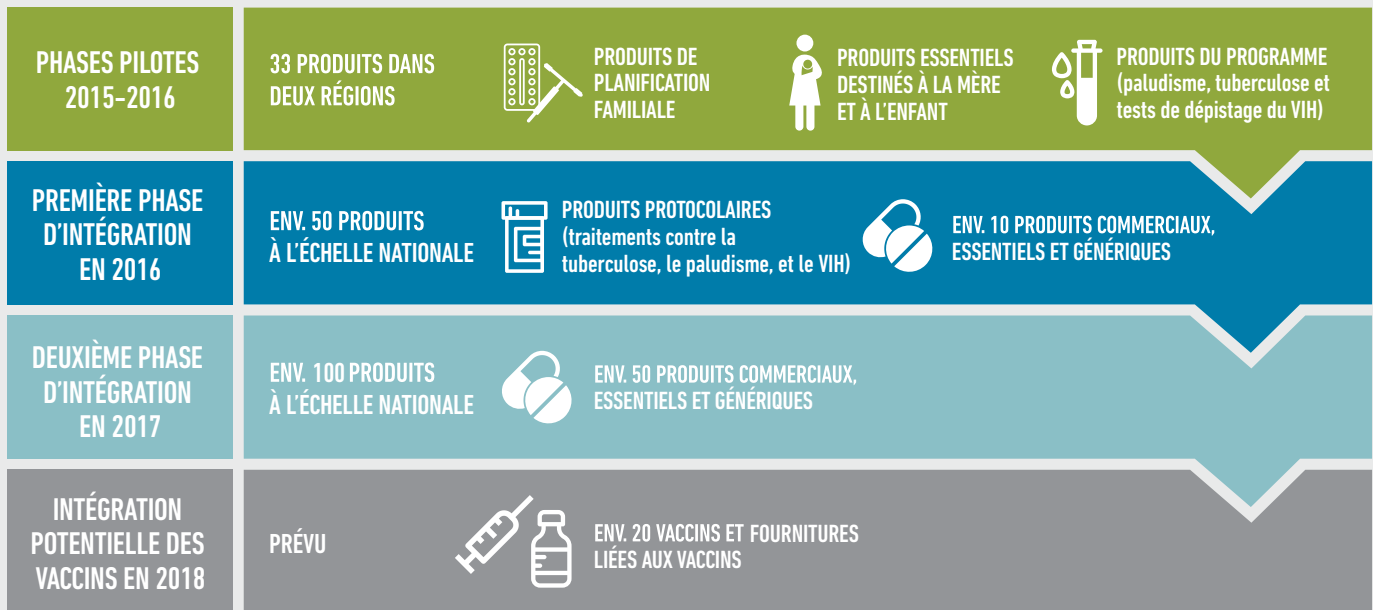 PHASES PILOTES
2015-2016
33 PRODUITS DANS
DEUX RÉGIONS
PRODUITS DE
PLANIFICATION
FAMILIALE
PRODUITS ESSENTIELS
DESTINÉS À LA MÈRE
ET À L'ENFANT
PRODUITS DU PROGRAMME
(paludisme, tuberculose et
tests de dépistage du VIH)
PREMIÈRE PHASE
D'INTÉGRATION
EN 2016
ENV. 50 PRODUITS
À L'ÉCHELLE NATIONALE
PRODUITS PROTOCOLAIRES
(traitements contre la
tuberculose, le paludisme, et le VIH)
ENV. 10 PRODUITS COMMERCIAUX,
ESSENTIELS ET GÉNÉRIQUES
DEUXIÈME PHASE
D'INTÉGRATION
EN 2017
ENV. 100 PRODUITS
À L'ÉCHELLE NATIONALE
ENV. 50 PRODUITS COMMERCIAUX,
ESSENTIELS ET GÉNÉRIQUES
INTÉGRATION
POTENTIELLE DES
VACCINS EN 2018
PRÉVU
ENV. 20 VACCINS ET FOURNITURES
LIÉES AUX VACCINS